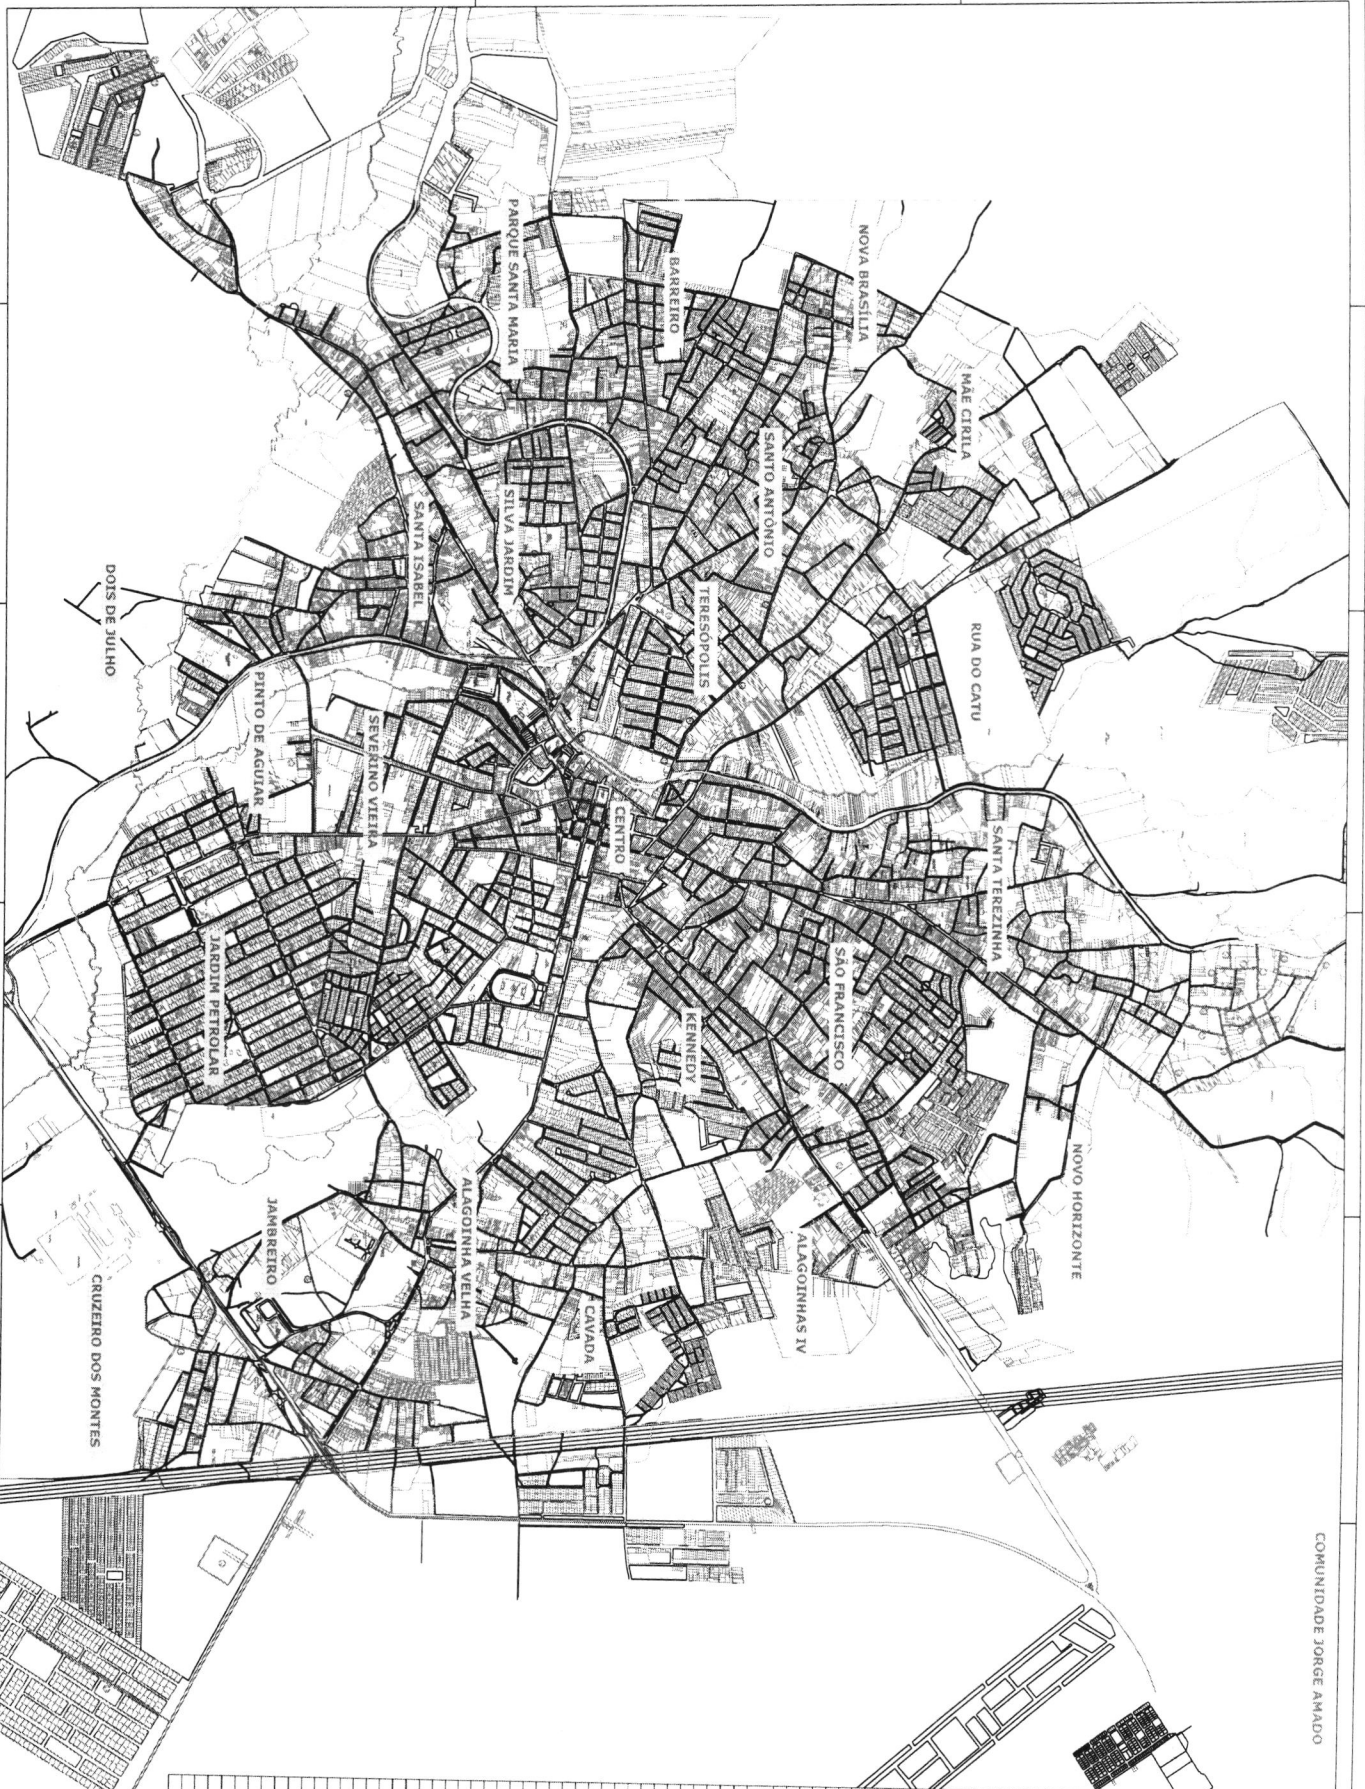 COMUNIDADE JORGE AMADO
NOVO HORIZONTE
MÃE CIRILA
RUA DO CATU
SANTA TEREZINHA
NOVA BRASÍLIA
SÃO FRANCISCO
ALAGOINHAS IV
SANTO ANTÔNIO
TERESÓPOLIS
KENNEDY
BARREIRO
CENTRO
CAVADA
PARQUE SANTA MARIA
SILVA JARDIM
ALAGOINHA VELHA
SANTA ISABEL
SEVERINO VIEIRA
PINTO DE AGUIAR
JAMBREIRO
JARDIM PETROLAR
DOIS DE JULHO
CRUZEIRO DOS MONTES